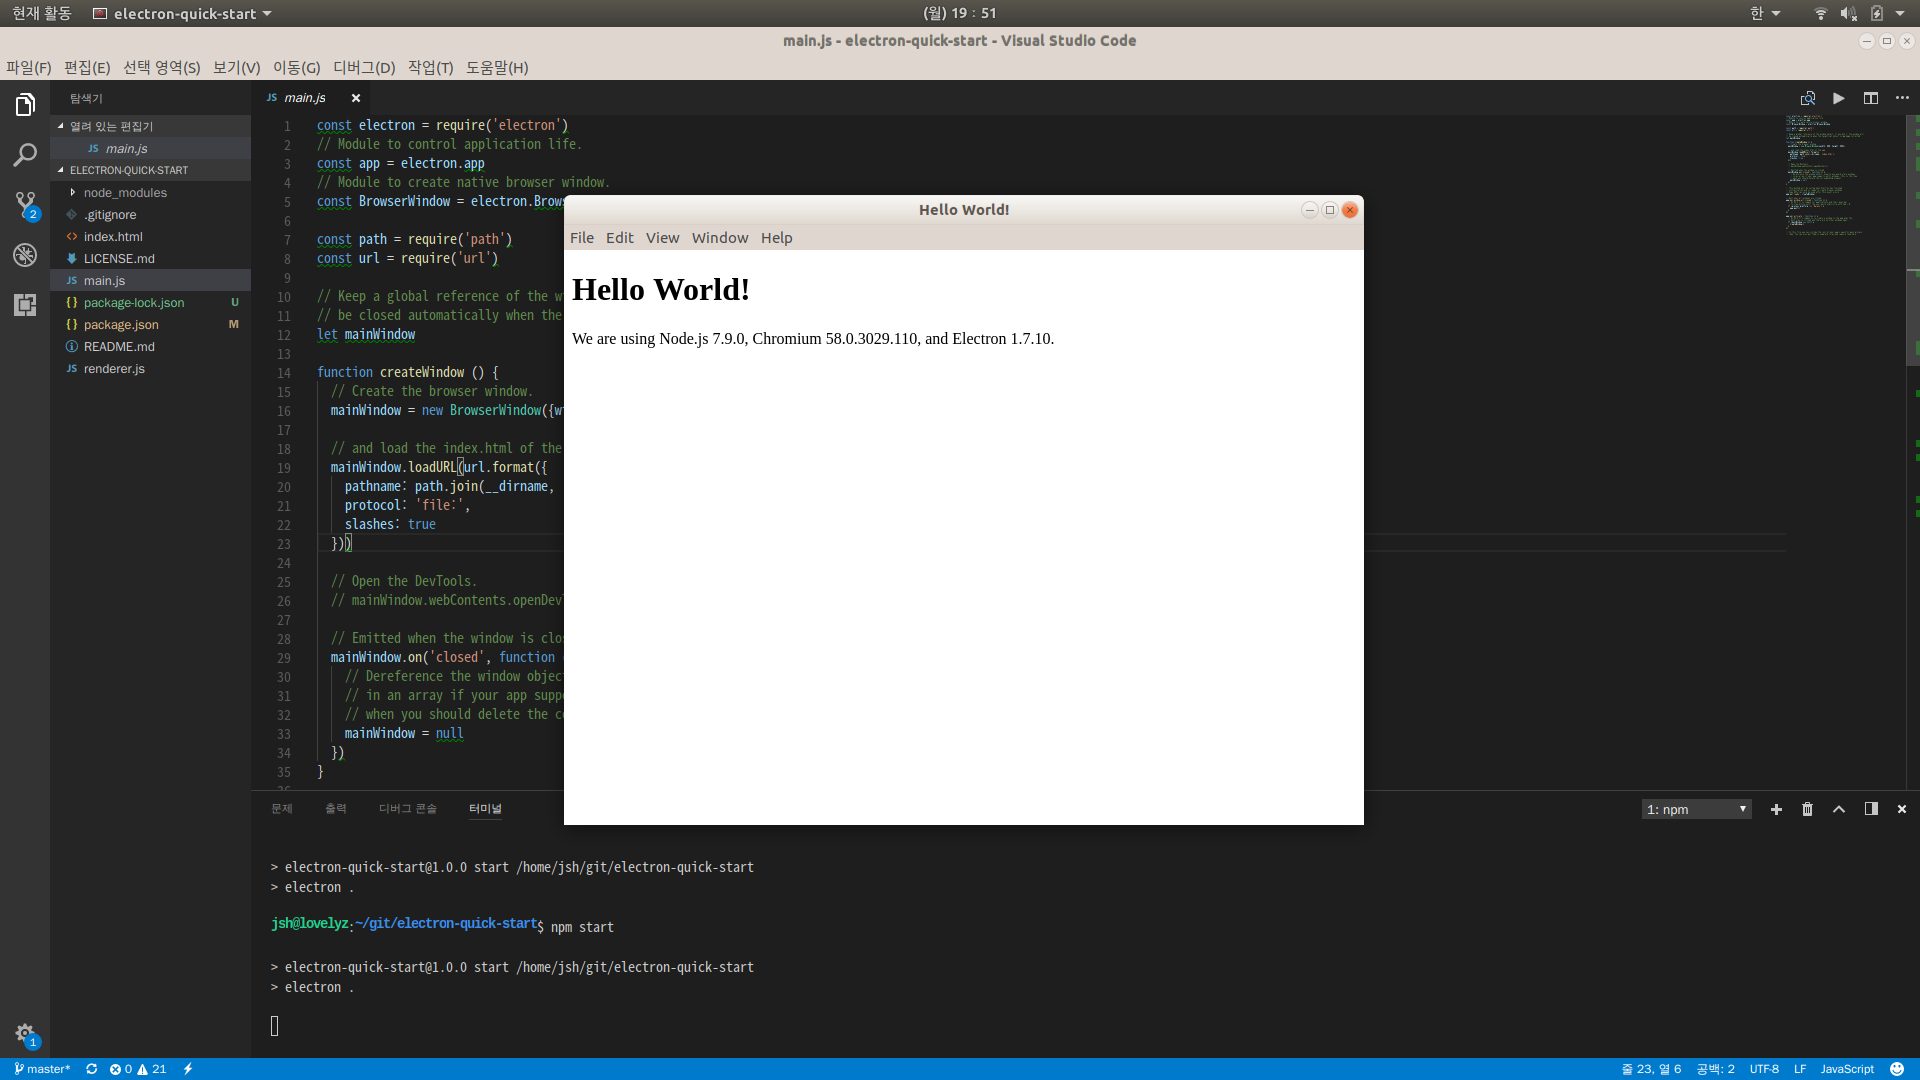 현재 활동
electron-quick-start
(월) 19 : 51
한
main.js - electron-quick-start - Visual Studio Code
파일(F) 편집(E) 선택 영역(S) 보기(V) 이동(G) 디버그(D) 작업(T) 도움말(H)
탐색기
열려 있는 편집기
JS main.js
ELECTRON-QUICK-START
node_modules
.gitignore
<> index.html
LICENSE.md
JS main.js
{} package-lock.json U
{} package.json M
README.md
JS renderer.js
2
1
JS main.js
1 const electron = require('electron')
2 // Module to control application life.
3 const app = electron.app
4 // Module to create native browser window.
5 const BrowserWindow = electron.Brows
6
7 const path = require('path')
8 const url = require('url')
9
10 // Keep a global reference of the w
11 // be closed automatically when the
12 let mainWindow
13
14 function createWindow () {
15 // Create the browser window.
16 mainWindow = new BrowserWindow({w
17
18 // and load the index.html of the
19 mainWindow.loadURL(url.format({
20 pathname: path.join(__dirname,
21 protocol: 'file:',
22 slashes: true
23 }))
24
25 // Open the DevTools.
26 // mainWindow.webContents.openDev
27
28 // Emitted when the window is clos
29 mainWindow.on('closed', function
30 // Dereference the window object
31 // in an array if your app supp
32 // when you should delete the c
33 mainWindow = null
34 })
35 }
Hello World!
File Edit View Window Help
Hello World!
We are using Node.js 7.9.0, Chromium 58.0.3029.110, and Electron 1.7.10.
문제 출력 디버그 콘솔 터미널
1: npm
> electron-quick-start@1.0.0 start /home/jsh/git/electron-quick-start
> electron .
jsh@lovelyz:~/git/electron-quick-start$ npm start
> electron-quick-start@1.0.0 start /home/jsh/git/electron-quick-start
> electron .
master* 0 21
줄 23, 열 6 공백: 2 UTF-8 LF JavaScript